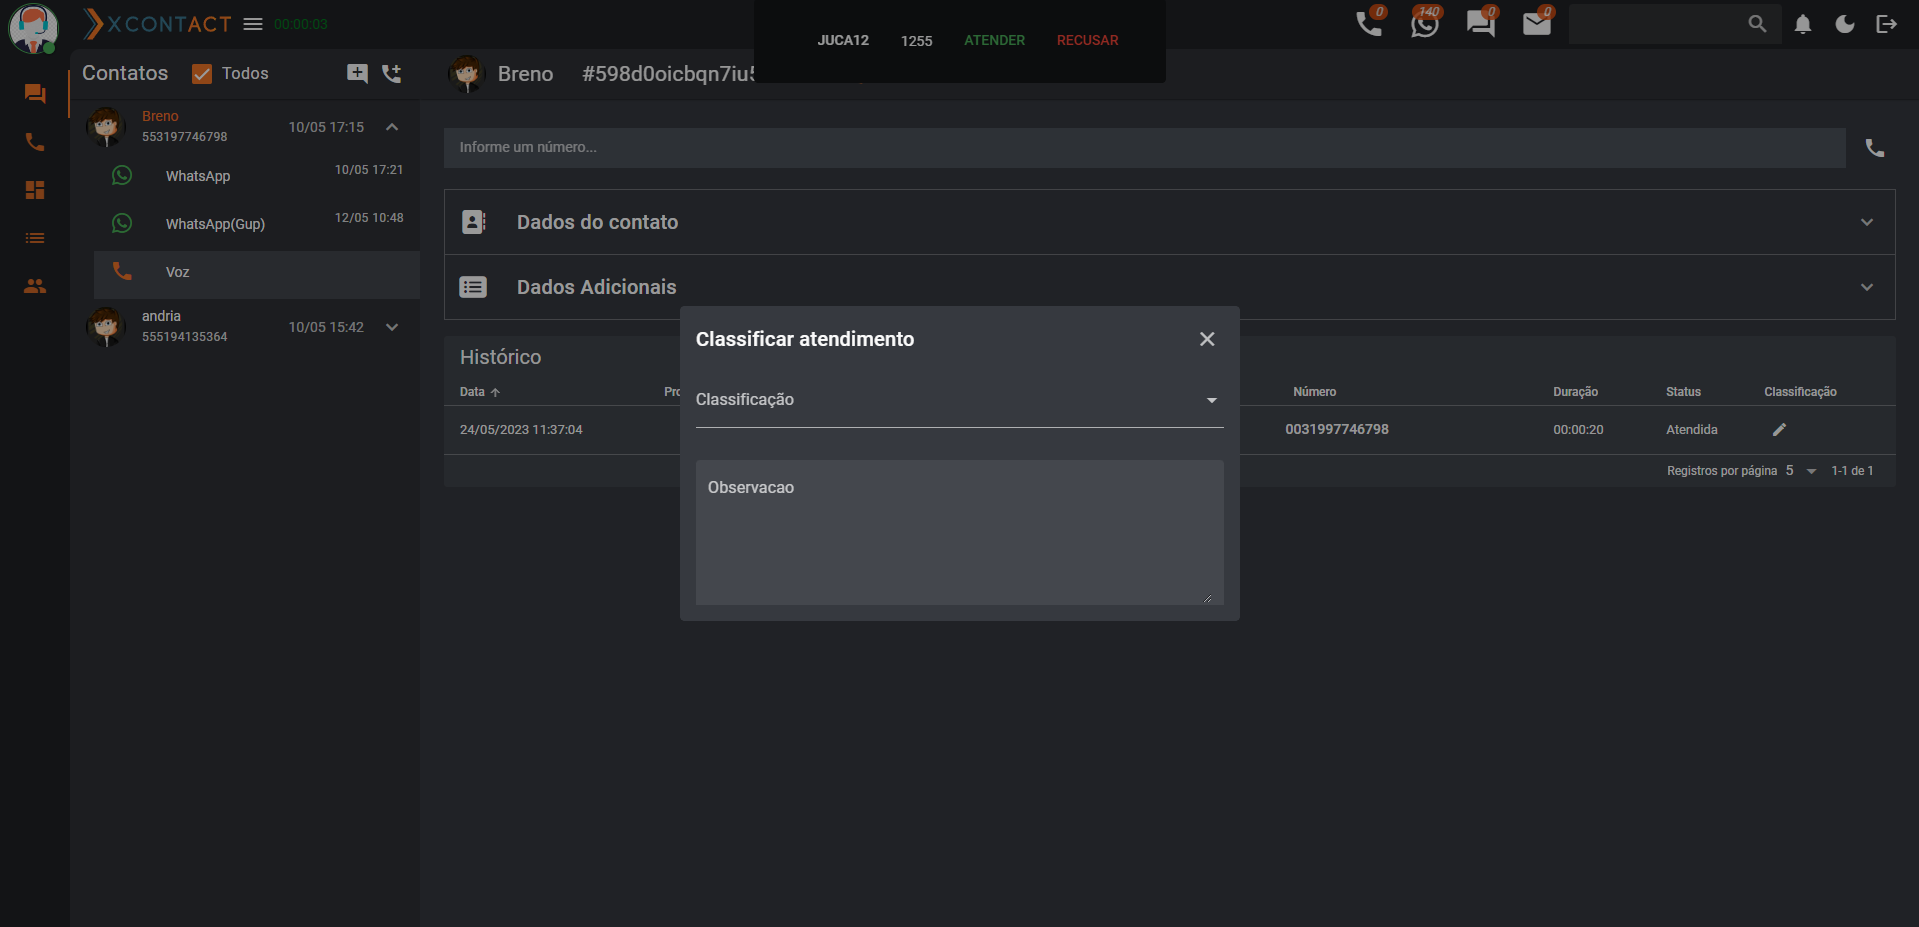 XCONTACT
00:00:03
JUCA12 1255 ATENDER RECUSAR
0 140 0 0
Contatos Todos
Breno #598d0oicbqn7iu5
Breno
553197746798
10/05 17:15
WhatsApp 10/05 17:21
WhatsApp(Gup) 12/05 10:48
Voz
andria
555194135364
10/05 15:42
Informe um número...
Dados do contato
Dados Adicionais
Classificar atendimento
Classificação
Observacao
Histórico
Data Pro Número Duração Status Classificação
24/05/2023 11:37:04 0031997746798 00:00:20 Atendida
Registros por página 5 1-1 de 1